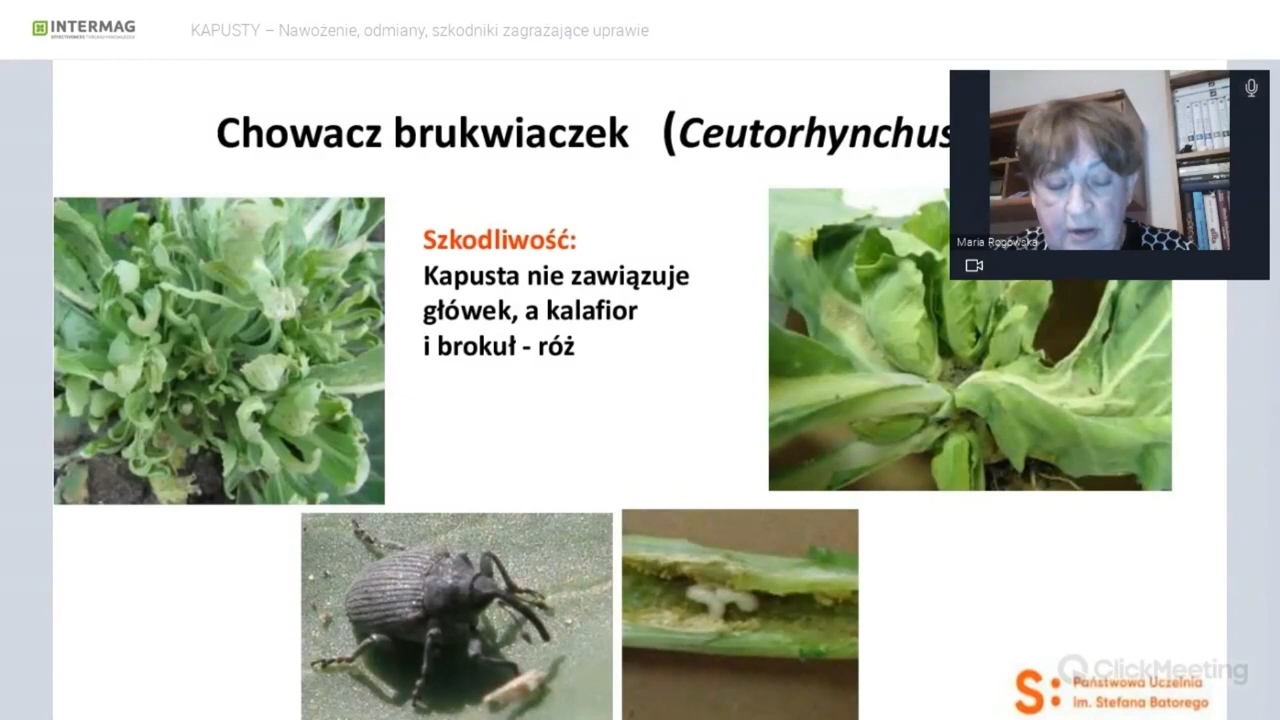 INTERMAG
KAPUSTY – Nawożenie, odmiany, szkodniki zagrażające uprawie
Chowacz brukwiaczek (Ceutorhynchus
Szkodliwość:
Kapusta nie zawiązuje
główek, a kalafior
i brokuł - róż
Maria Rogowska
ClickMeeting
S:
Państwowa Uczelnia
Im. Stefana Batorego